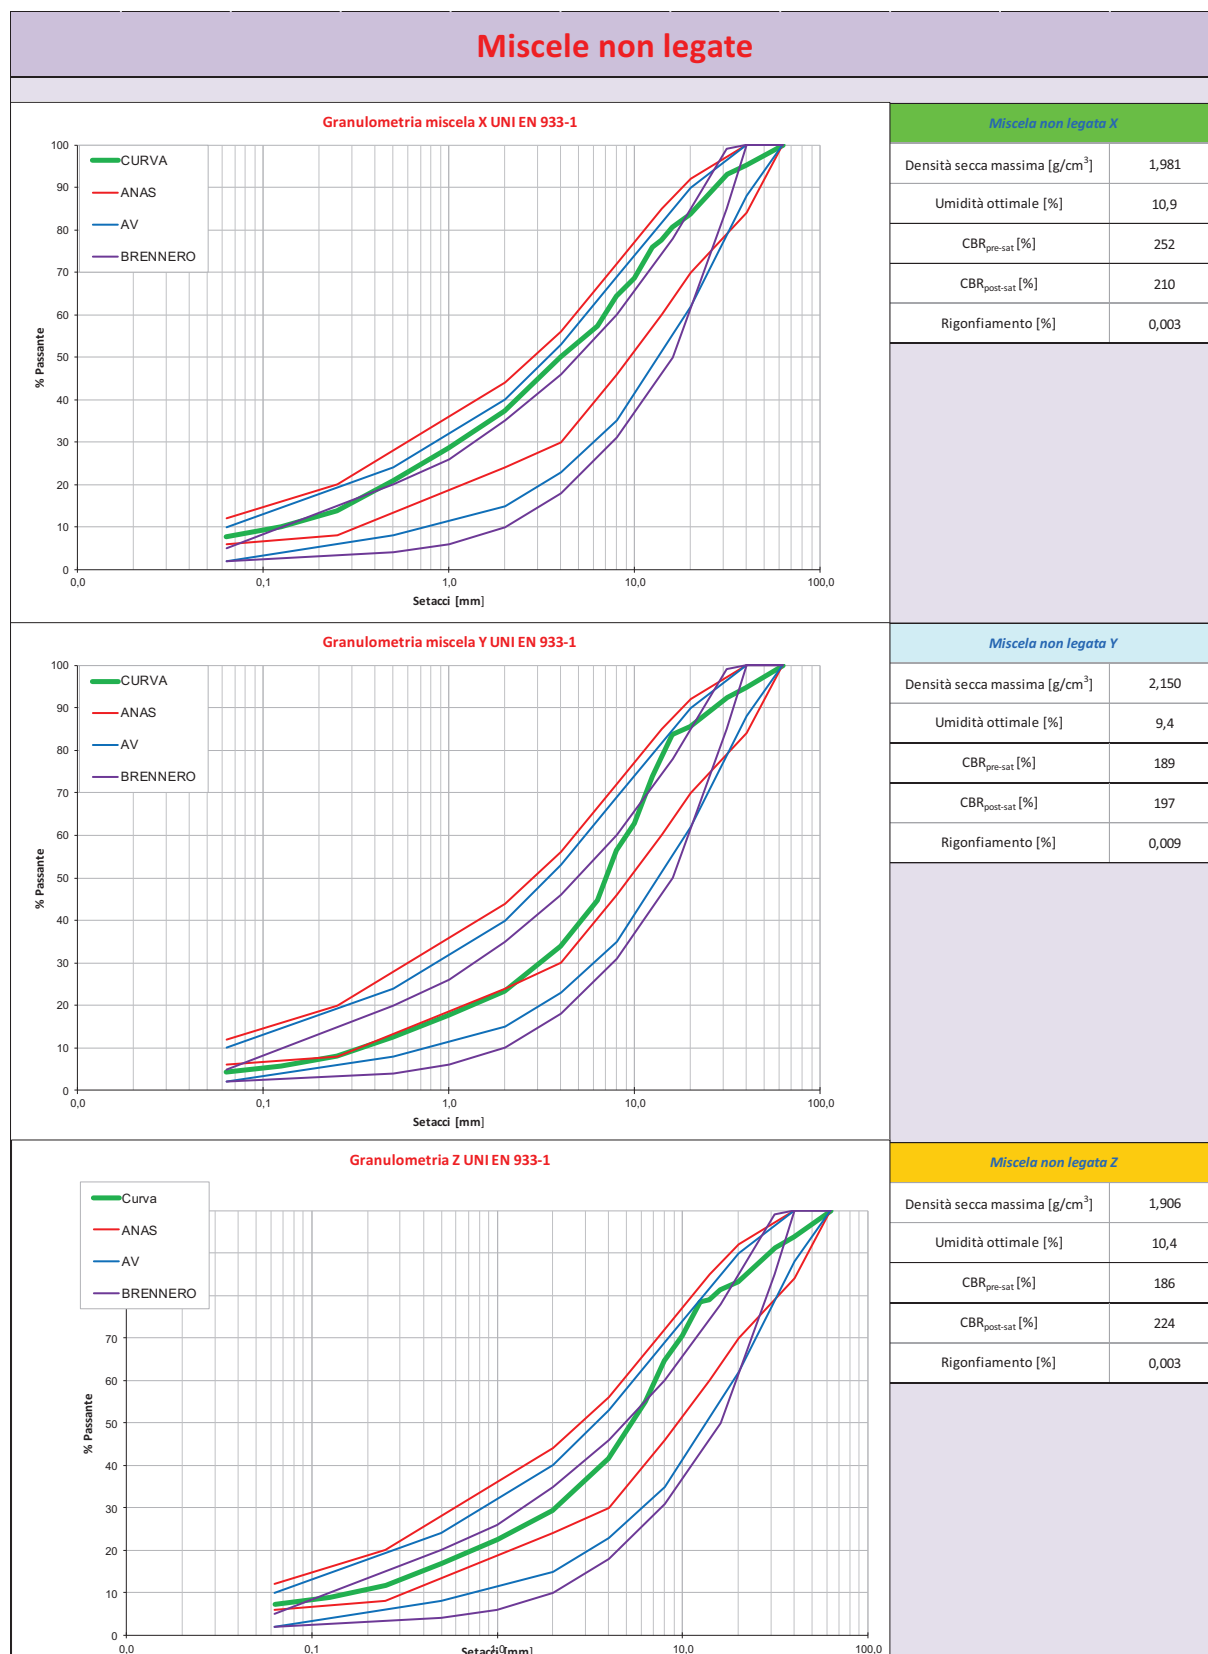 Miscele non legate
Granulometria miscela X UNI EN 933-1
CURVA
ANAS
AV
BRENNERO
100
90
80
70
60
50
40
30
20
10
0
% Passante
0,0
0,1
1,0
10,0
100,0
Setacci [mm]
Miscela non legata X
Densità secca massima [g/cm³] 1,981
Umidità ottimale [%] 10,9
CBRpre-sat [%] 252
CBRpost-sat [%] 210
Rigonfiamento [%] 0,003
Granulometria miscela Y UNI EN 933-1
CURVA
ANAS
AV
BRENNERO
100
90
80
70
60
50
40
30
20
10
0
% Passante
0,0
0,1
1,0
10,0
100,0
Setacci [mm]
Miscela non legata Y
Densità secca massima [g/cm³] 2,150
Umidità ottimale [%] 9,4
CBRpre-sat [%] 189
CBRpost-sat [%] 197
Rigonfiamento [%] 0,009
Granulometria Z UNI EN 933-1
Curva
ANAS
AV
BRENNERO
70
60
50
40
30
20
10
0
% Passante
0,0
0,1
1,0
10,0
100,0
Setacci [mm]
Miscela non legata Z
Densità secca massima [g/cm³] 1,906
Umidità ottimale [%] 10,4
CBRpre-sat [%] 186
CBRpost-sat [%] 224
Rigonfiamento [%] 0,003